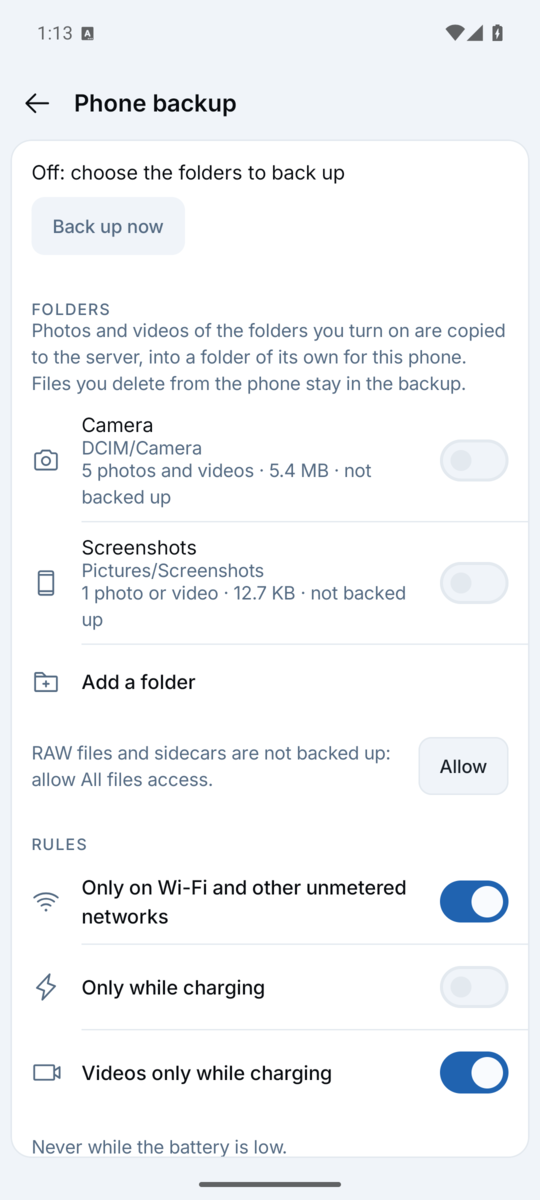 1:13
Phone backup
Off: choose the folders to back up
Back up now
FOLDERS
Photos and videos of the folders you turn on are copied
to the server, into a folder of its own for this phone.
Files you delete from the phone stay in the backup.
Camera
DCIM/Camera
5 photos and videos · 5.4 MB · not
backed up
Screenshots
Pictures/Screenshots
1 photo or video · 12.7 KB · not backed
up
Add a folder
RAW files and sidecars are not backed up:
allow All files access.
Allow
RULES
Only on Wi-Fi and other unmetered
networks
Only while charging
Videos only while charging
Never while the battery is low.